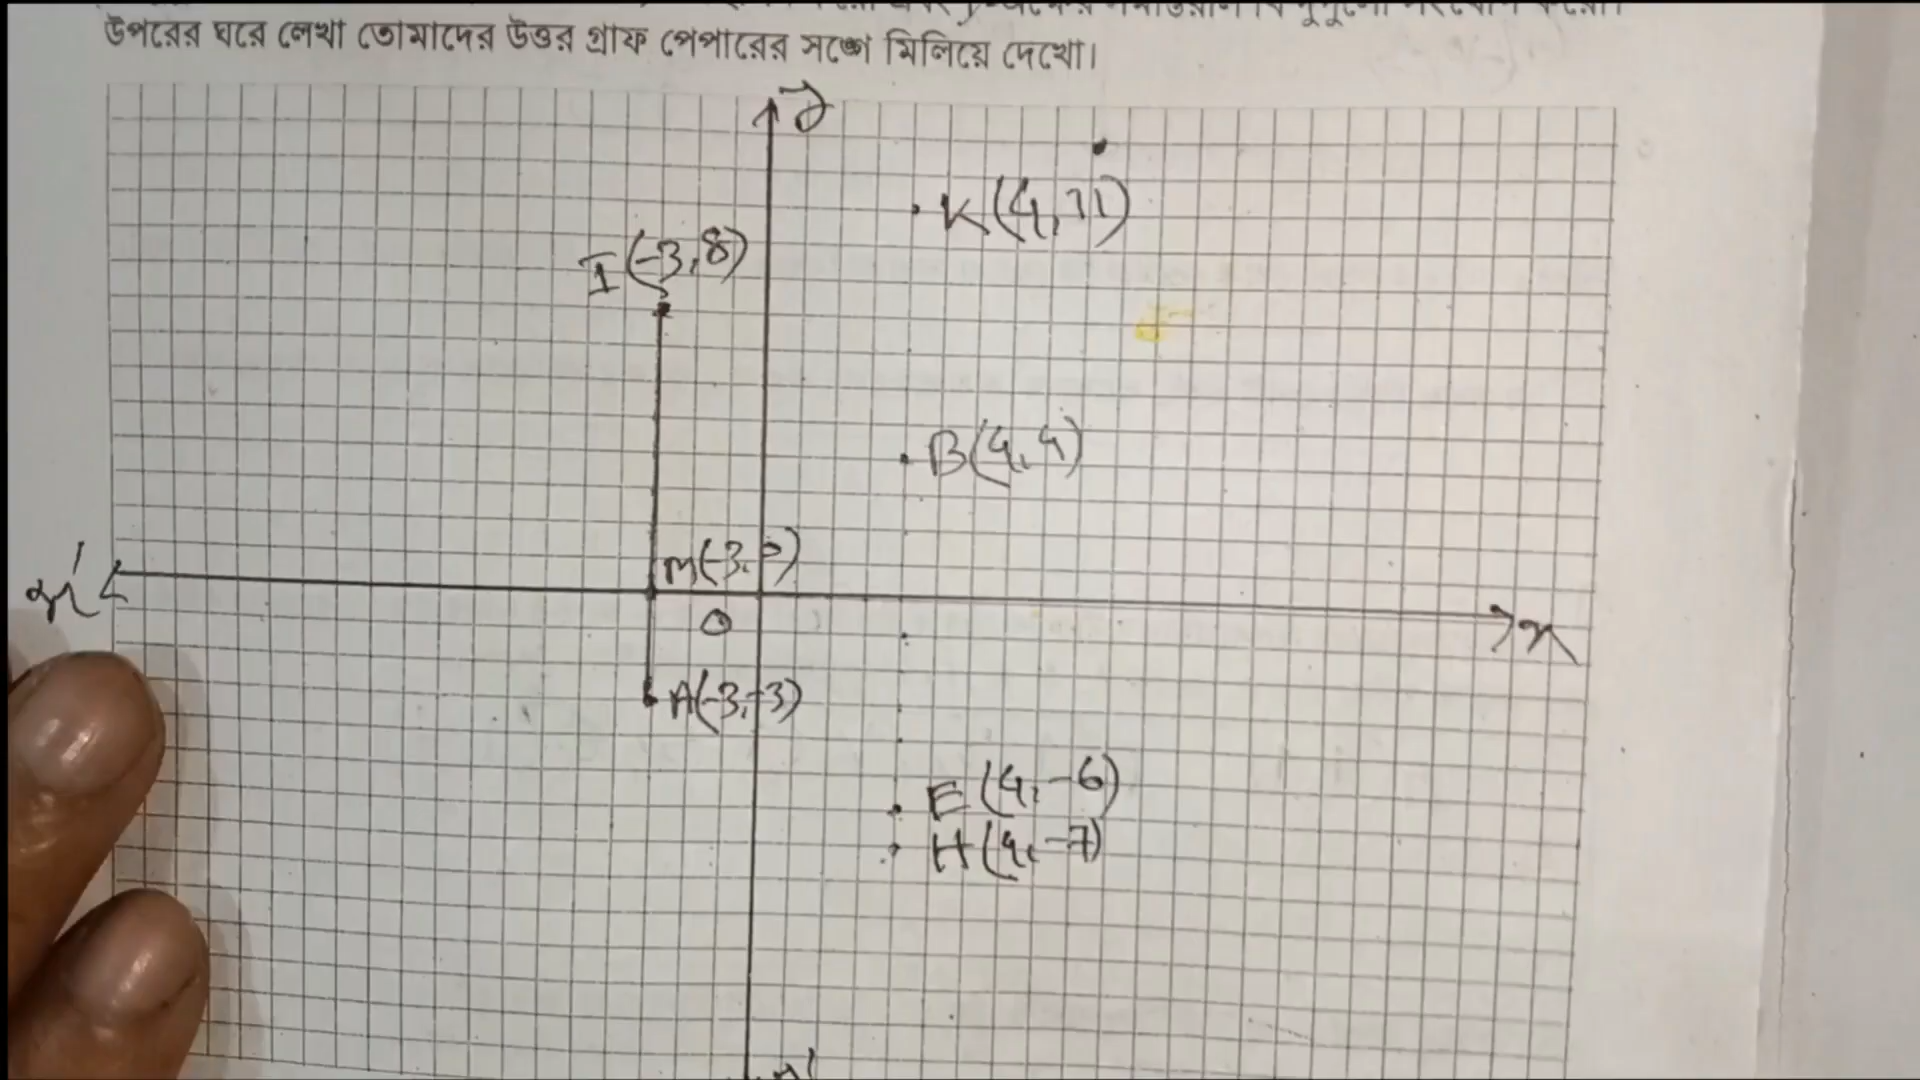 উপরের ঘরে লেখা তোমাদের উত্তর গ্রাফ পেপারের সঙ্গে মিলিয়ে দেখো।
y
K(4,11)
I(-3,8)
B(4,4)
M(-3,0)
x'
O
x
A(-3,-3)
E(4,-6)
H(4,-7)